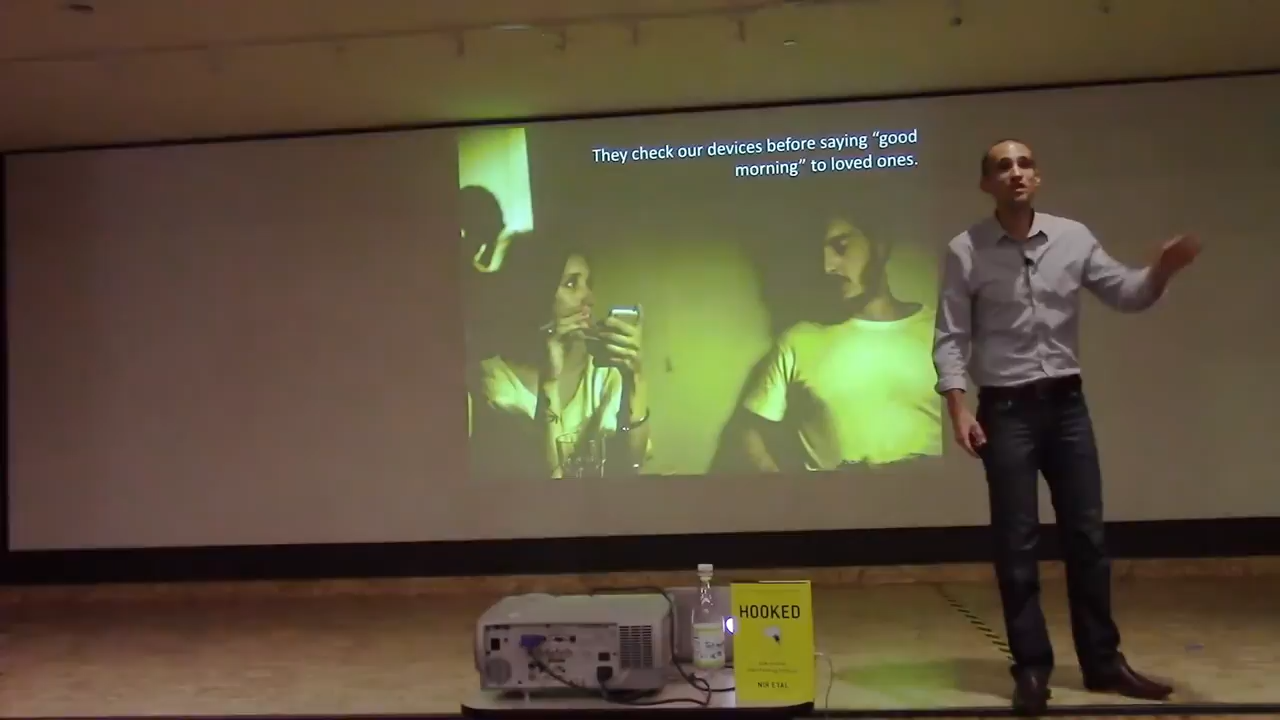 They check our devices before saying “good
morning” to loved ones.
HOOKED
NIR EYAL